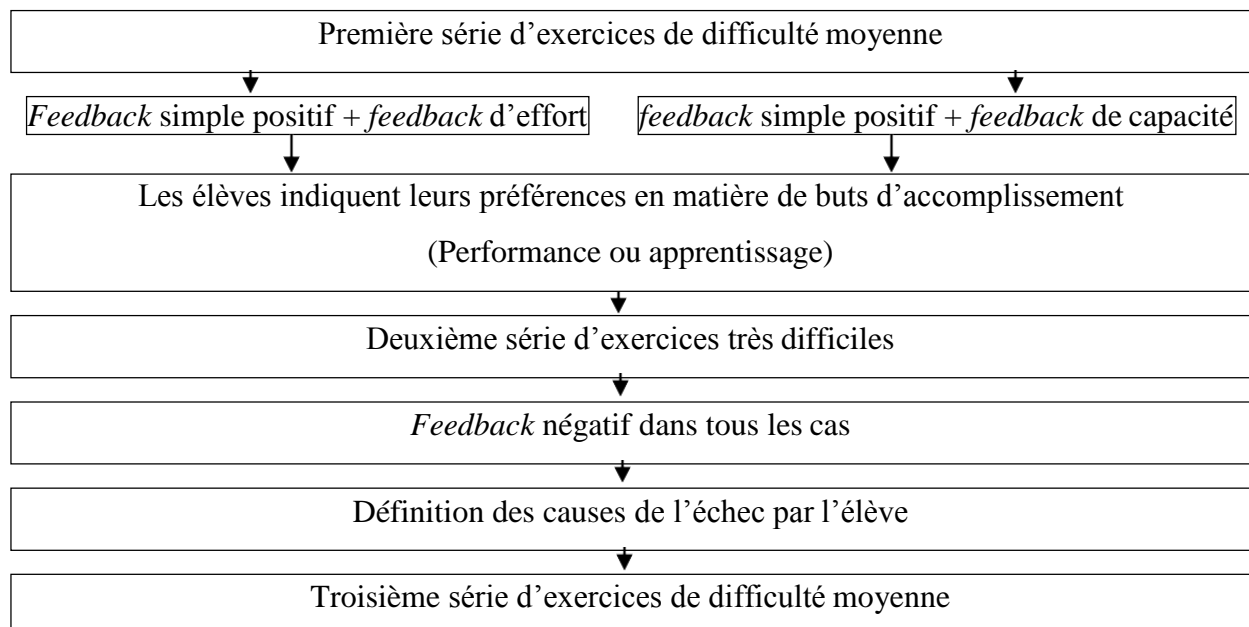 Première série d’exercices de difficulté moyenne
Feedback simple positif + feedback d’effort
feedback simple positif + feedback de capacité
Les élèves indiquent leurs préférences en matière de buts d’accomplissement
(Performance ou apprentissage)
Deuxième série d’exercices très difficiles
Feedback négatif dans tous les cas
Définition des causes de l’échec par l’élève
Troisième série d’exercices de difficulté moyenne